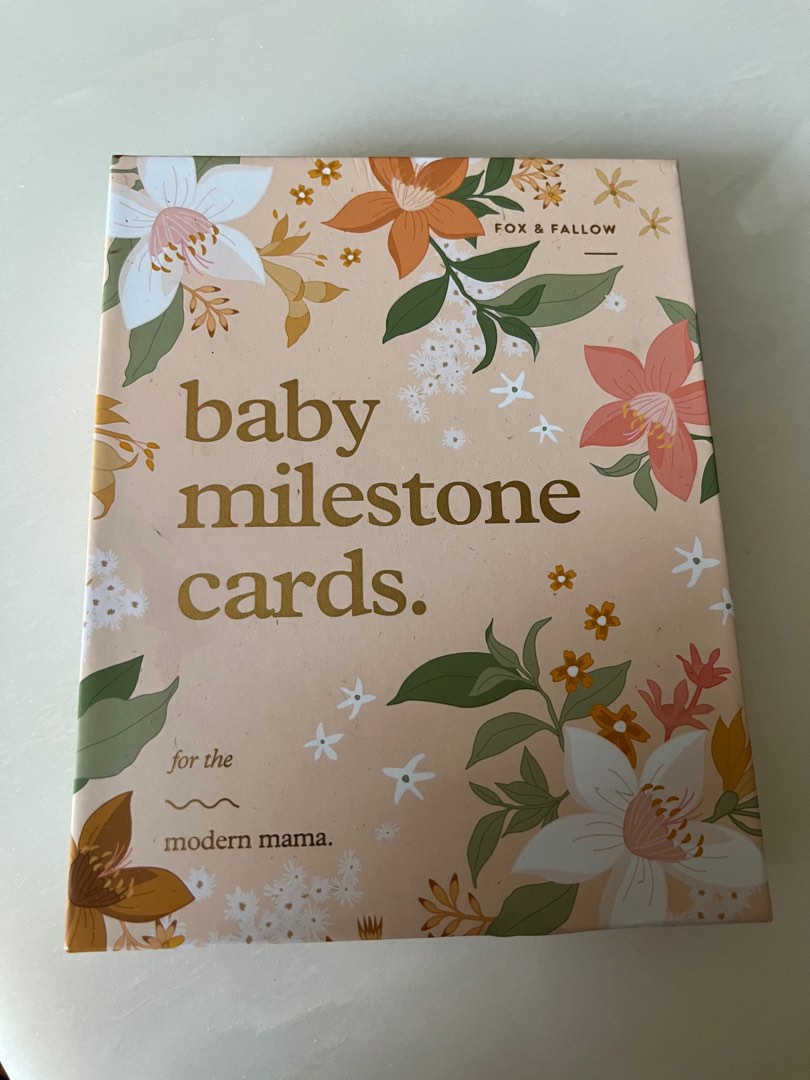 FOX & FALLOW
baby
milestone
cards.
for the
modern mama.